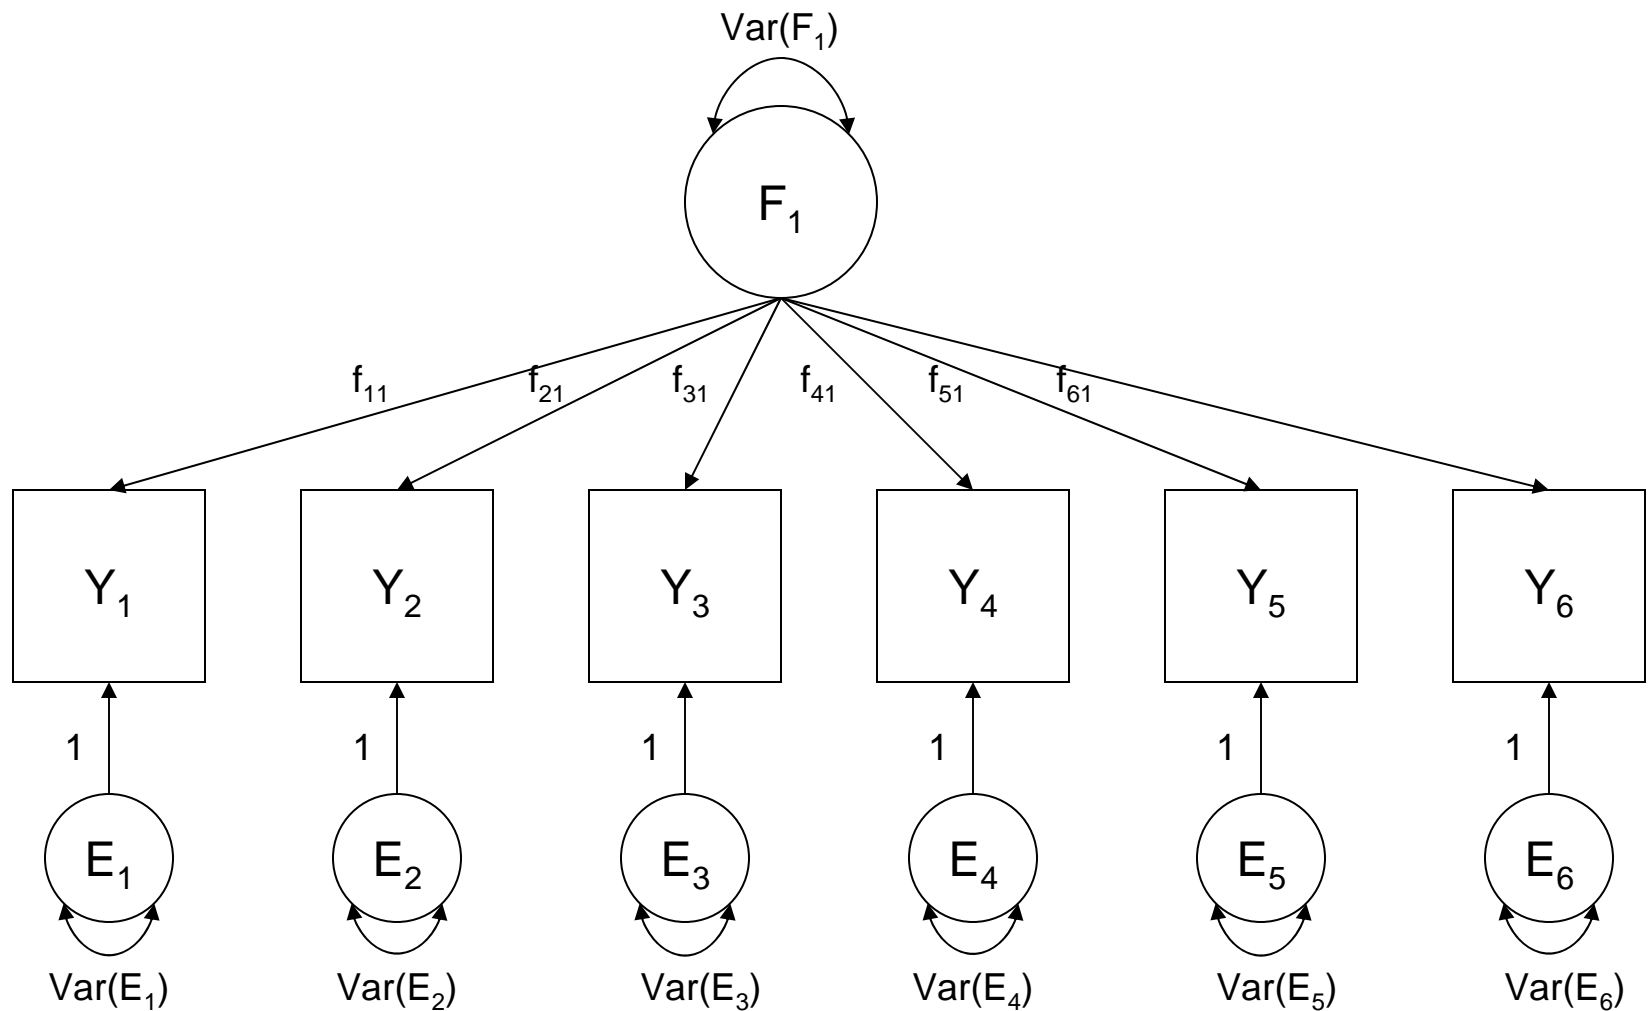 Var(F₁)
F₁
f₁₁ f₂₁ f₃₁ f₄₁ f₅₁ f₆₁
Y₁ Y₂ Y₃ Y₄ Y₅ Y₆
1 1 1 1 1 1
E₁ E₂ E₃ E₄ E₅ E₆
Var(E₁) Var(E₂) Var(E₃) Var(E₄) Var(E₅) Var(E₆)